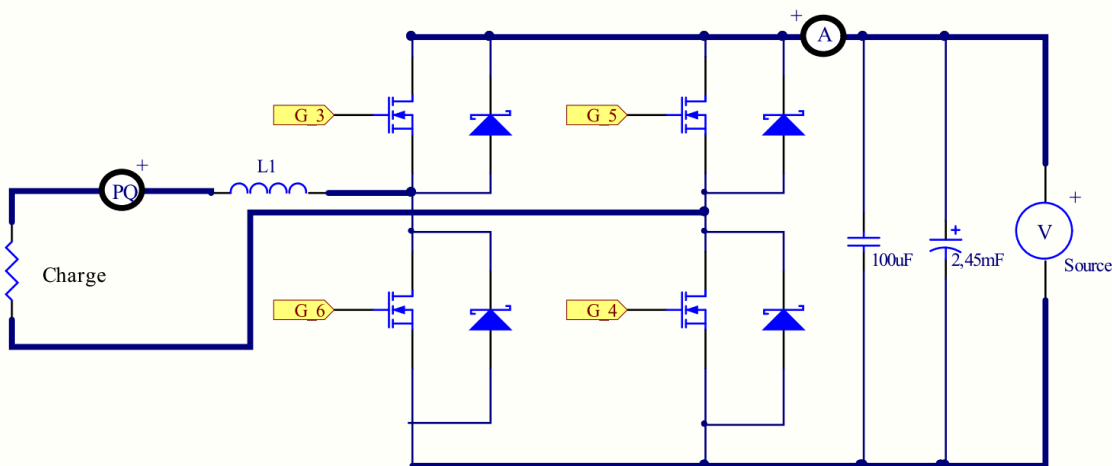 +
A
G_3
G_5
+
L1
PQ
+
V
+
100uF
2,45mF
Source
Charge
G_6
G_4